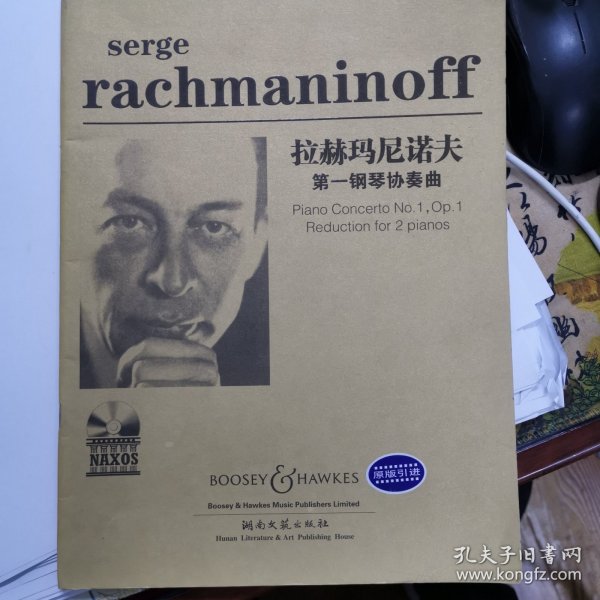 serge
rachmaninoff
拉赫玛尼诺夫
第一钢琴协奏曲
Piano Concerto No.1, Op.1
Reduction for 2 pianos
NAXOS
BOOSEY & HAWKES
原版引进
Boosey & Hawkes Music Publishers Limited
湖南文艺出版社
Hunan Literature & Art Publishing House
孔夫子旧书网
www.kongfz.com